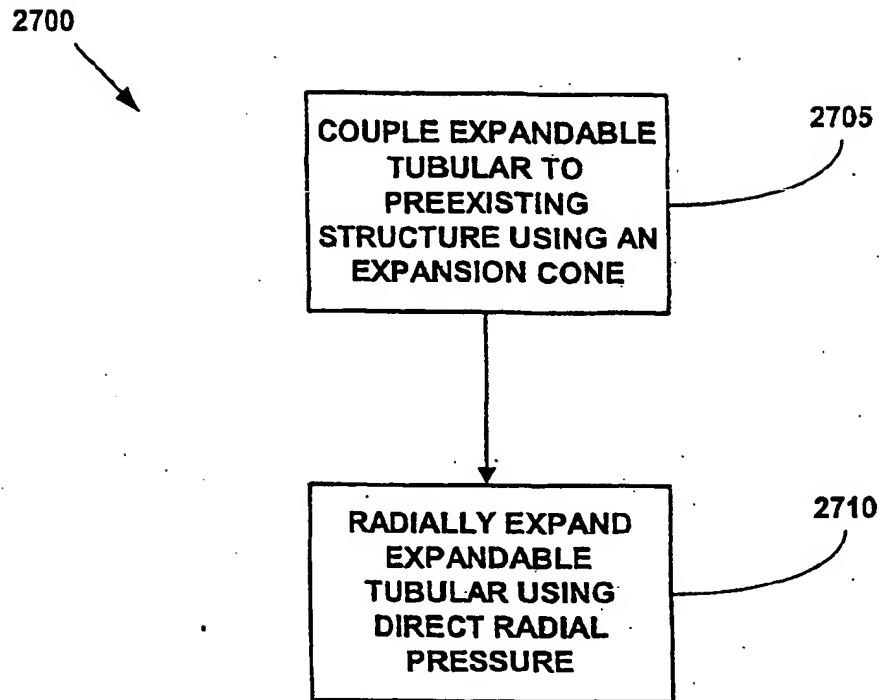 2700
COUPLE EXPANDABLE
TUBULAR TO
PREEXISTING
STRUCTURE USING AN
EXPANSION CONE
2705
RADIALLY EXPAND
EXPANDABLE
TUBULAR USING
DIRECT RADIAL
PRESSURE
2710